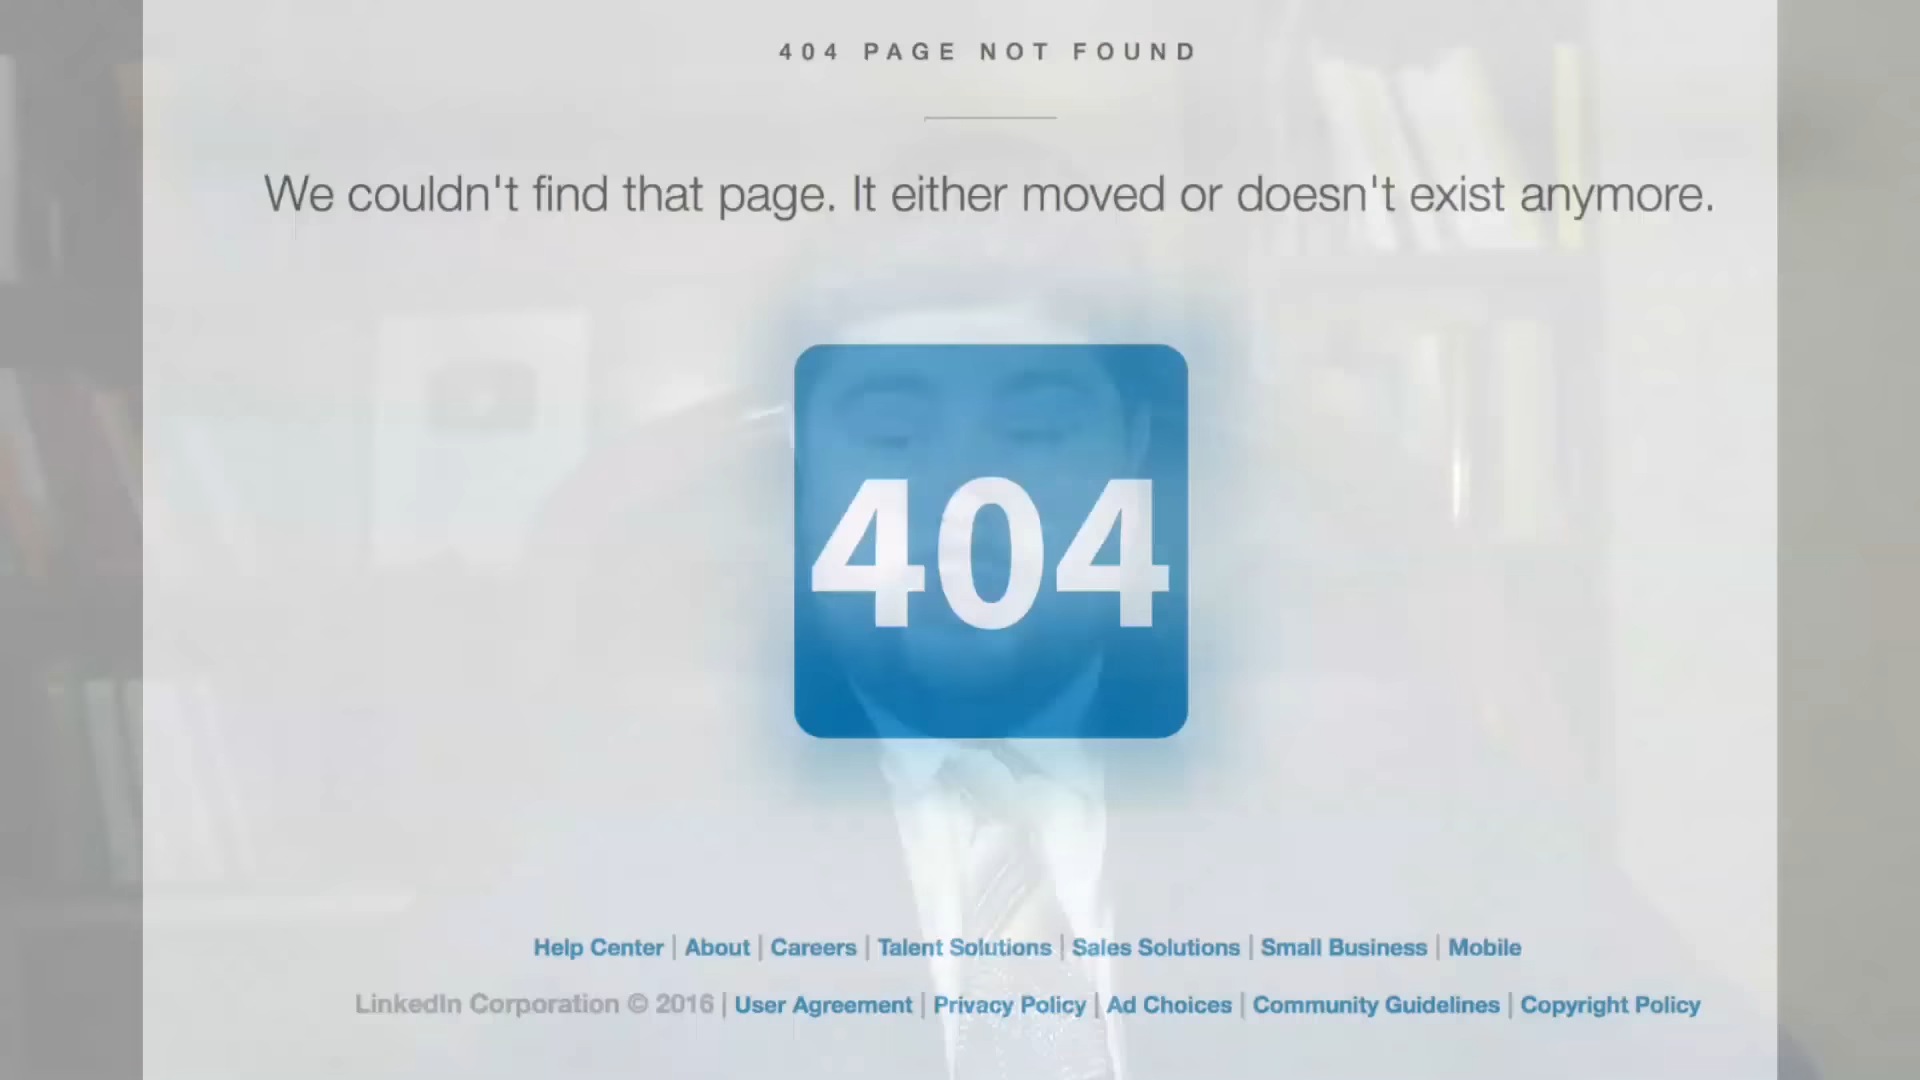 404 PAGE NOT FOUND
We couldn't find that page. It either moved or doesn't exist anymore.
404
Help Center | About | Careers | Talent Solutions | Sales Solutions | Small Business | Mobile
LinkedIn Corporation © 2016 | User Agreement | Privacy Policy | Ad Choices | Community Guidelines | Copyright Policy